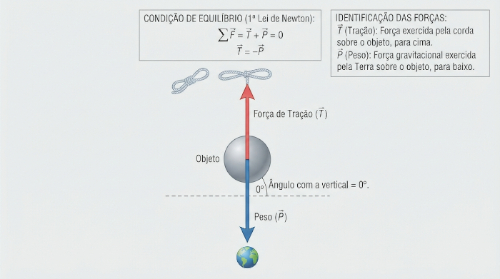 CONDIÇÃO DE EQUILÍBRIO (1ª Lei de Newton):
∑F⃗ = T⃗ + P⃗ = 0
T⃗ = −P⃗
IDENTIFICAÇÃO DAS FORÇAS:
T⃗ (Tração): Força exercida pela corda
sobre o objeto, para cima.
P⃗ (Peso): Força gravitacional exercida
pela Terra sobre o objeto, para baixo.
Força de Tração (T⃗)
Objeto
0° Ângulo com a vertical = 0°.
Peso (P⃗)